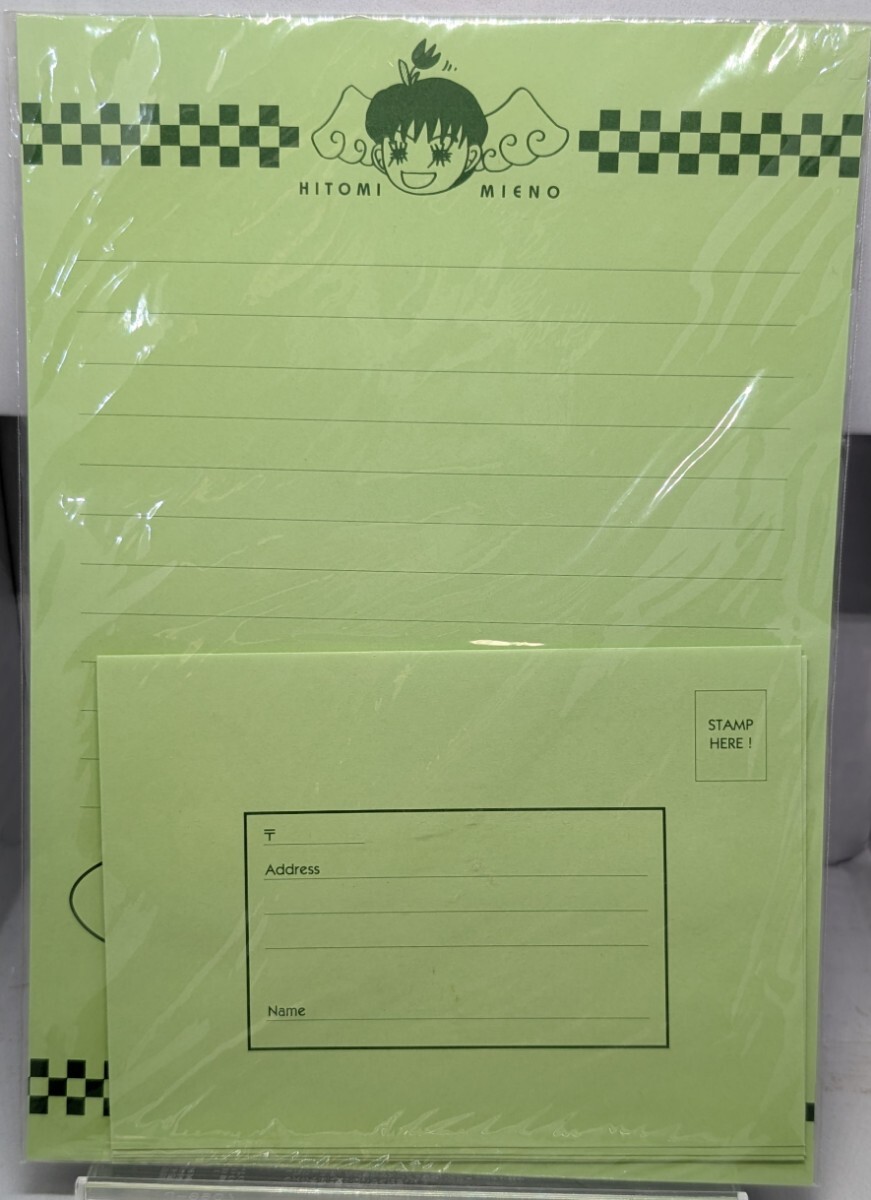 HITOMI MIENO
STAMP
HERE !
〒
Address
Name